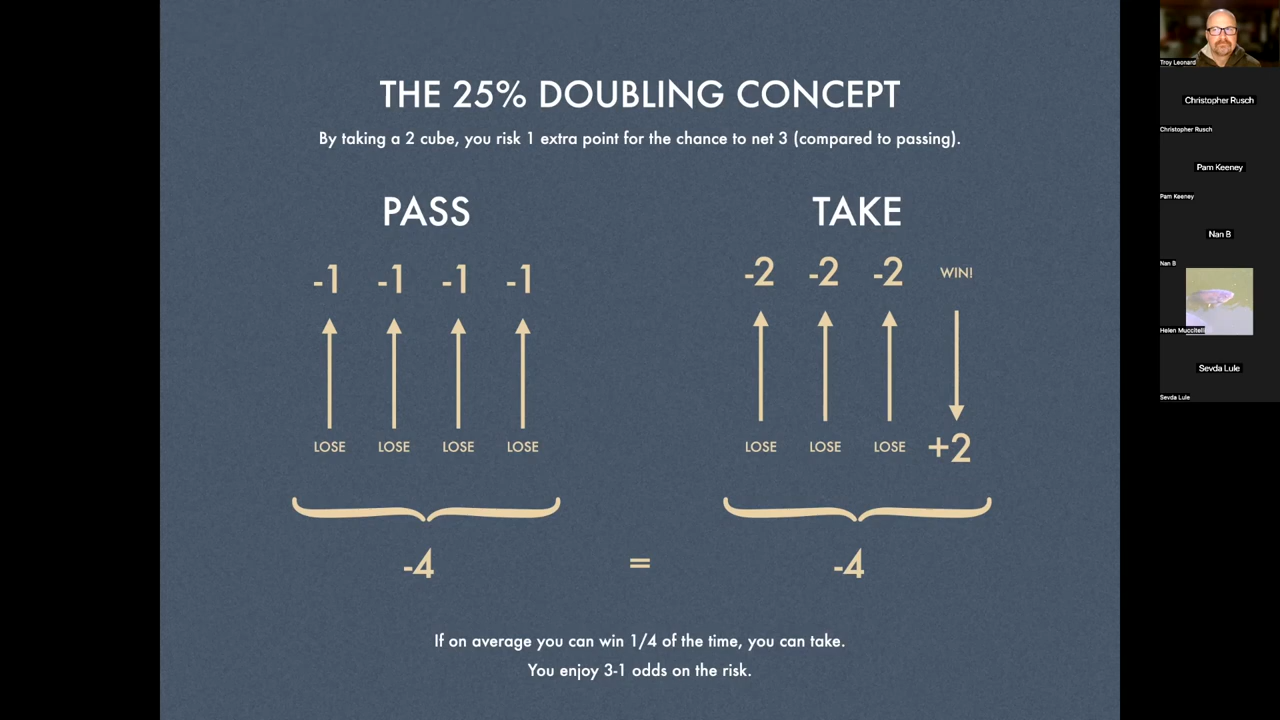 THE 25% DOUBLING CONCEPT
By taking a 2 cube, you risk 1 extra point for the chance to net 3 (compared to passing).
PASS
-1 -1 -1 -1
LOSE LOSE LOSE LOSE
-4
=
TAKE
-2 -2 -2 WIN!
LOSE LOSE LOSE +2
-4
If on average you can win 1/4 of the time, you can take.
You enjoy 3-1 odds on the risk.
Troy Leonard
Christopher Rusch
Christopher Rusch
Pam Keeney
Pam Keeney
Nan B
Nan B
Helen Muccitelli
Sevda Lule
Sevda Lule